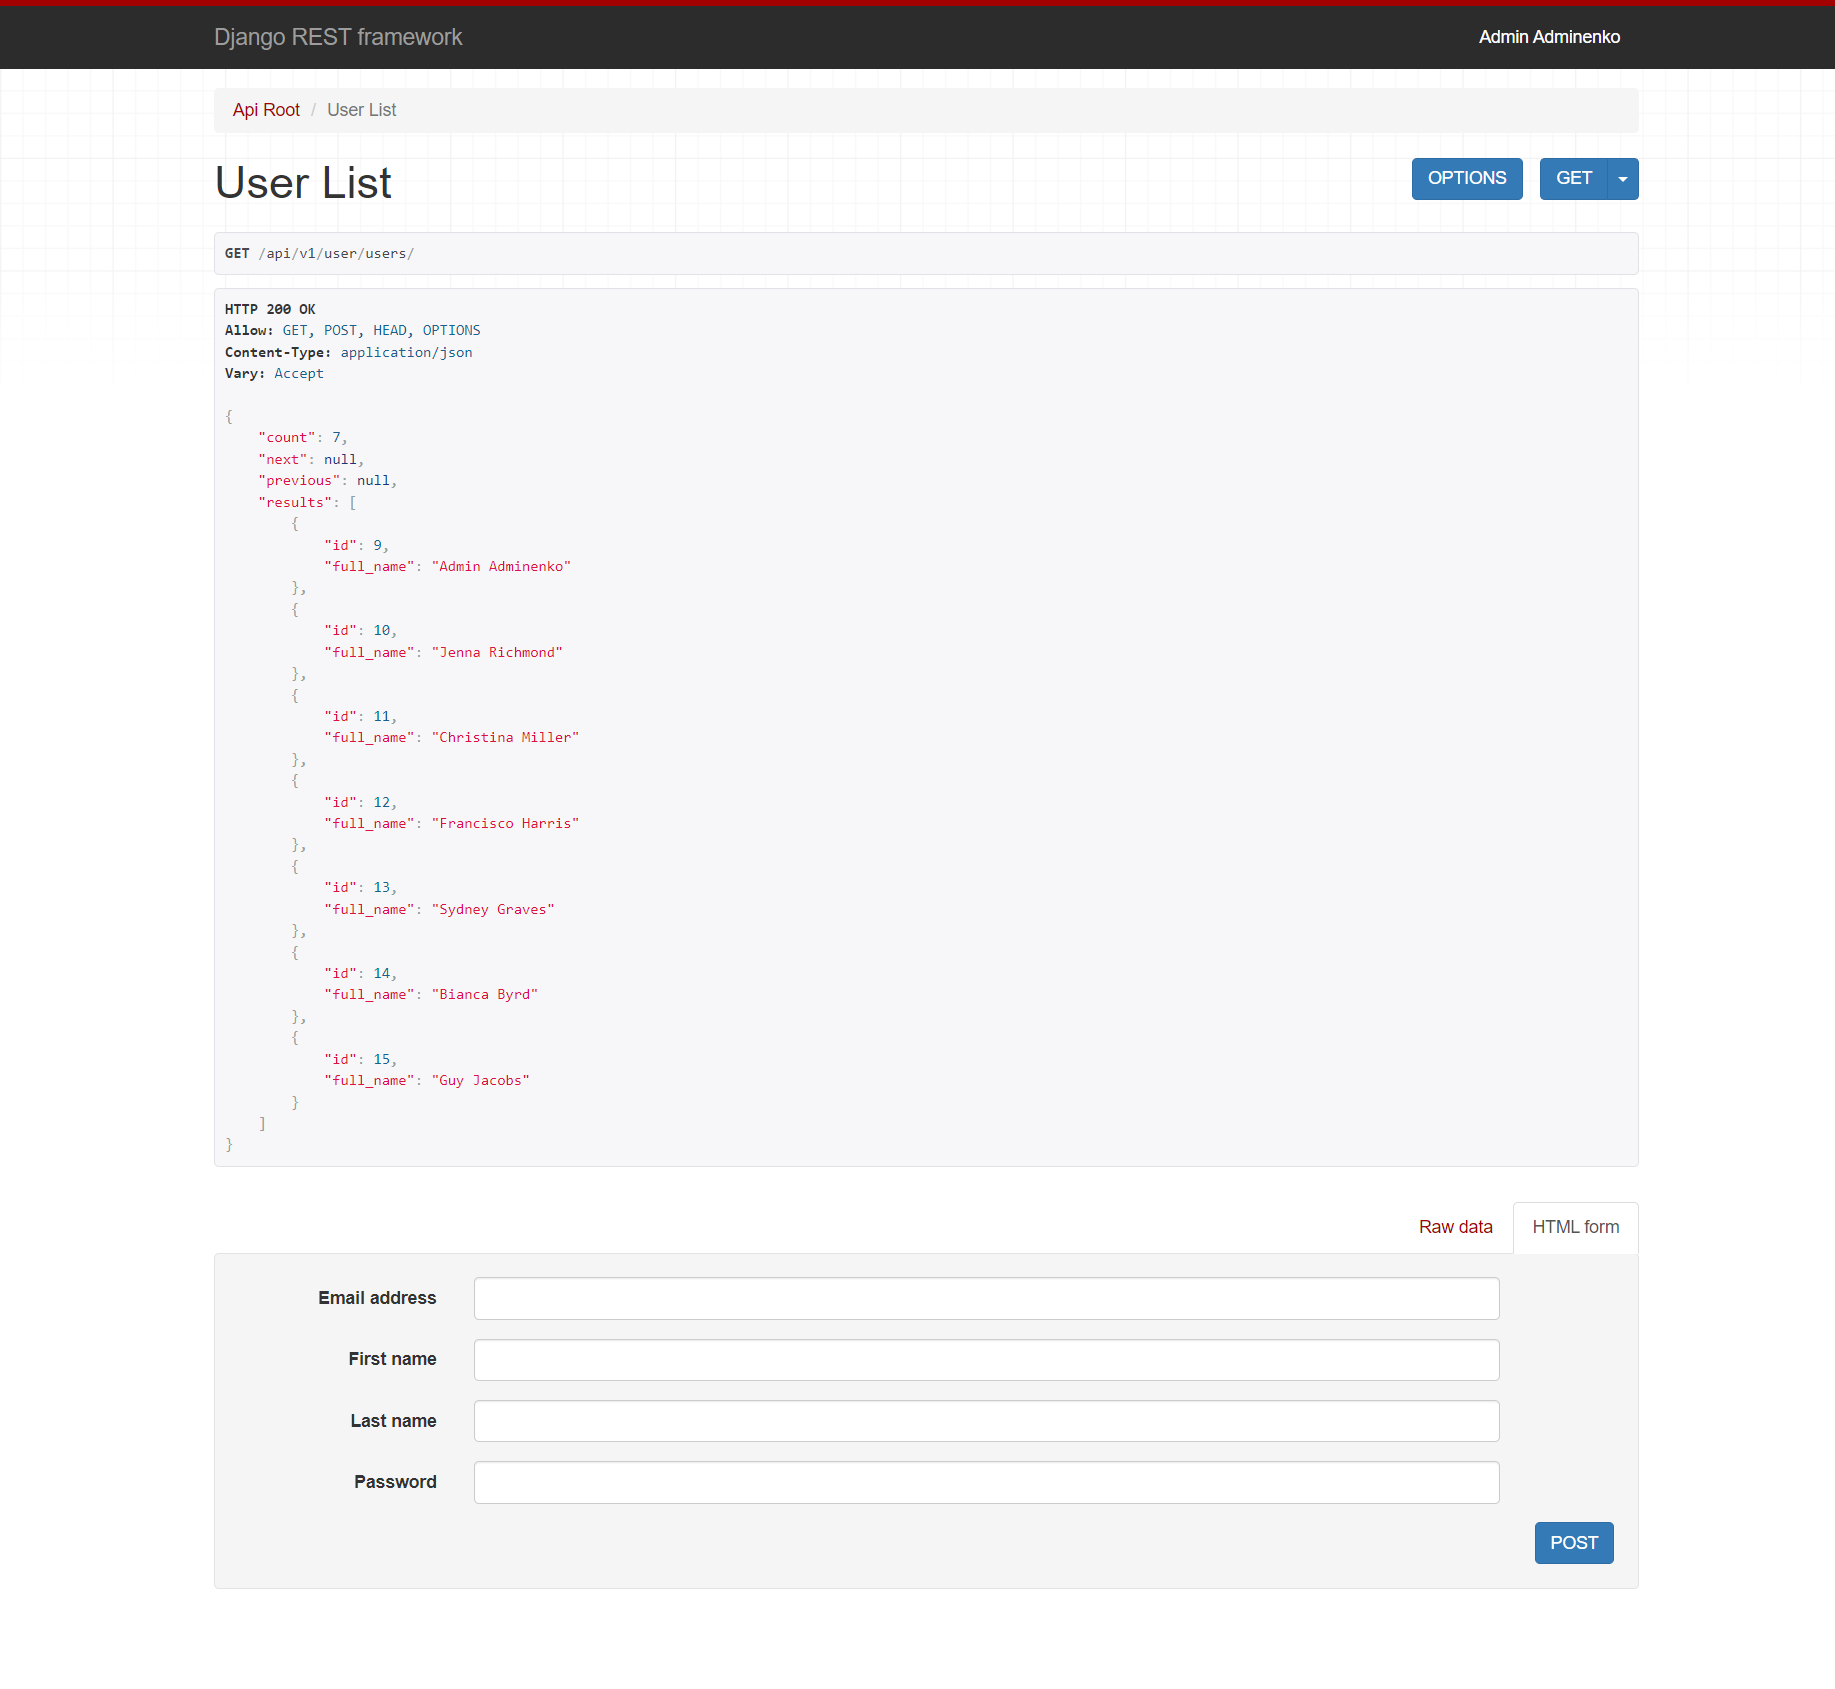 Django REST framework
Admin Adminenko
Api Root / User List
User List
OPTIONS
GET
GET /api/v1/user/users/
HTTP 200 OK
Allow: GET, POST, HEAD, OPTIONS
Content-Type: application/json
Vary: Accept
{
    "count": 7,
    "next": null,
    "previous": null,
    "results": [
        {
            "id": 9,
            "full_name": "Admin Adminenko"
        },
        {
            "id": 10,
            "full_name": "Jenna Richmond"
        },
        {
            "id": 11,
            "full_name": "Christina Miller"
        },
        {
            "id": 12,
            "full_name": "Francisco Harris"
        },
        {
            "id": 13,
            "full_name": "Sydney Graves"
        },
        {
            "id": 14,
            "full_name": "Bianca Byrd"
        },
        {
            "id": 15,
            "full_name": "Guy Jacobs"
        }
    ]
}
Raw data
HTML form
Email address
First name
Last name
Password
POST